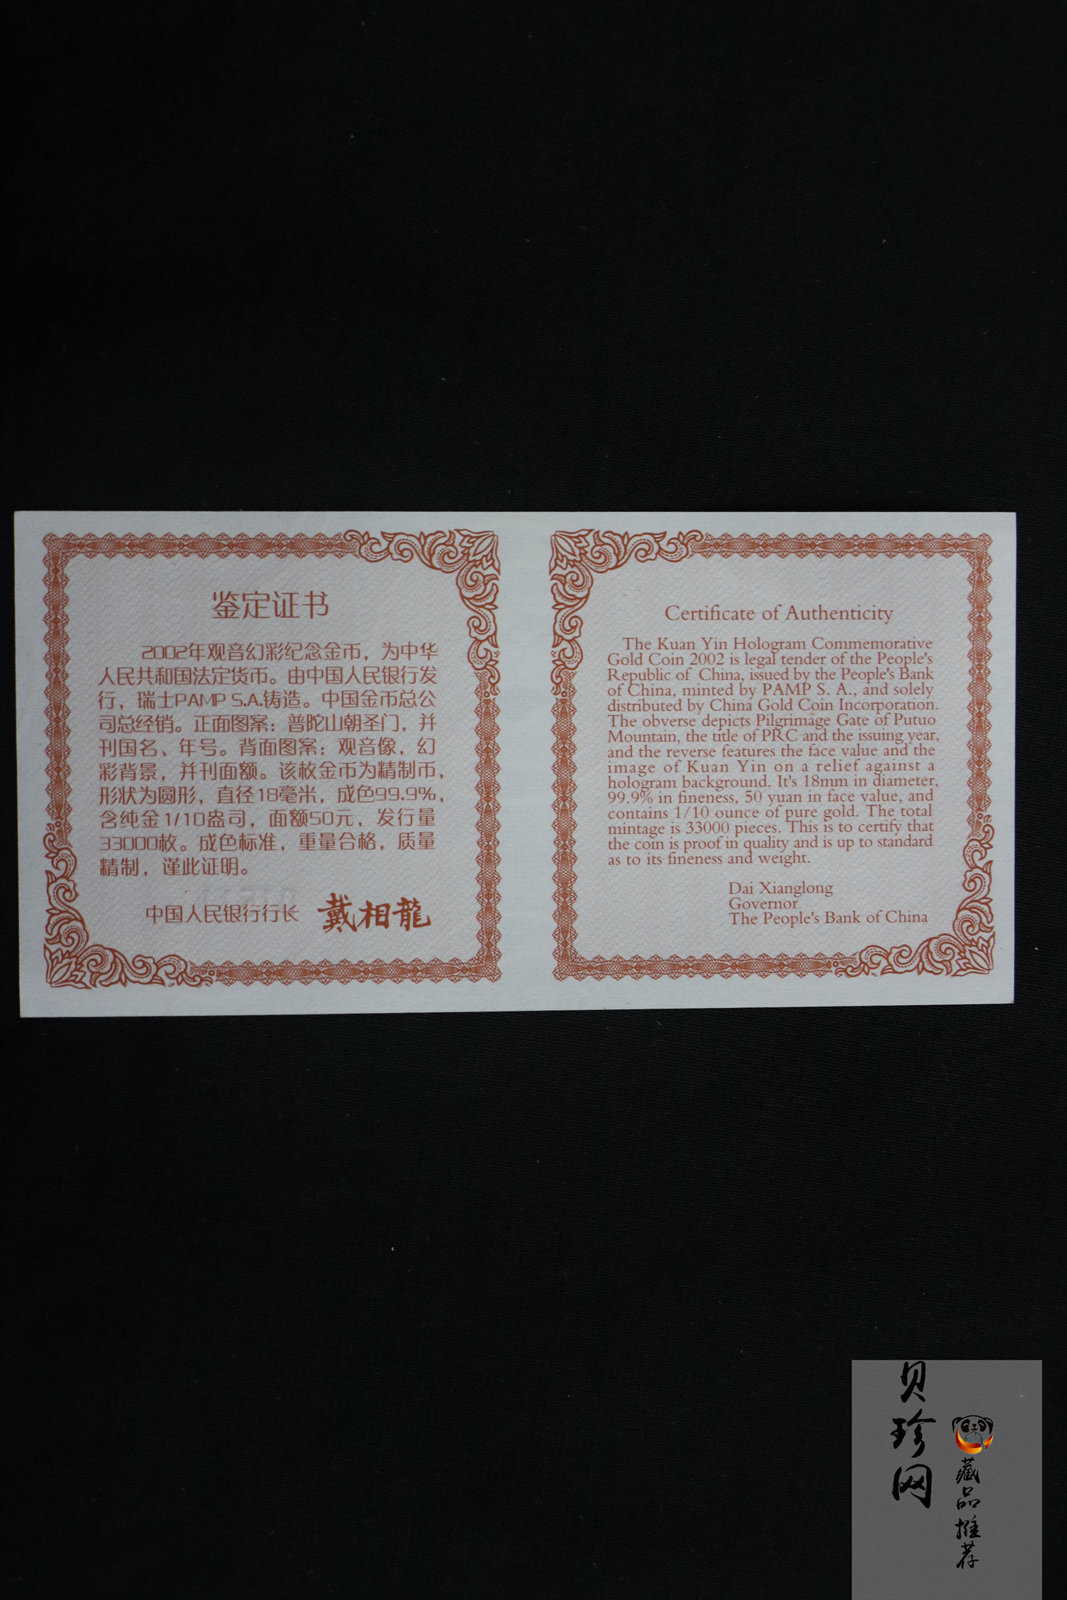 鉴定证书
2002年观音幻彩纪念金币，为中华
人民共和国法定货币。由中国人民银行发
行，瑞士PAMP S.A.铸造。中国金币总公
司总经销。正面图案：普陀山朝圣门，并
刊国名、年号。背面图案：观音像，幻
彩背景，并刊面额。该枚金币为精制币，
形状为圆形，直径18毫米，成色99.9%，
含纯金1/10盎司，面额50元，发行量
33000枚。成色标准，重量合格，质量
精制，谨此证明。
中国人民银行行长 戴相龍
Certificate of Authenticity
The Kuan Yin Hologram Commemorative
Gold Coin 2002 is legal tender of the People's
Republic of China, issued by the People's Bank
of China, minted by PAMP S. A., and solely
distributed by China Gold Coin Incorporation.
The obverse depicts Pilgrimage Gate of Putuo
Mountain, the title of PRC and the issuing year,
and the reverse features the face value and the
image of Kuan Yin on a relief against a
hologram background. It's 18mm in diameter,
99.9% in fineness, 50 yuan in face value, and
contains 1/10 ounce of pure gold. The total
mintage is 33000 pieces. This is to certify that
the coin is proof in quality and is up to standard
as to its fineness and weight.
Dai Xianglong
Governor
The People's Bank of China
贝珍网
藏品推荐